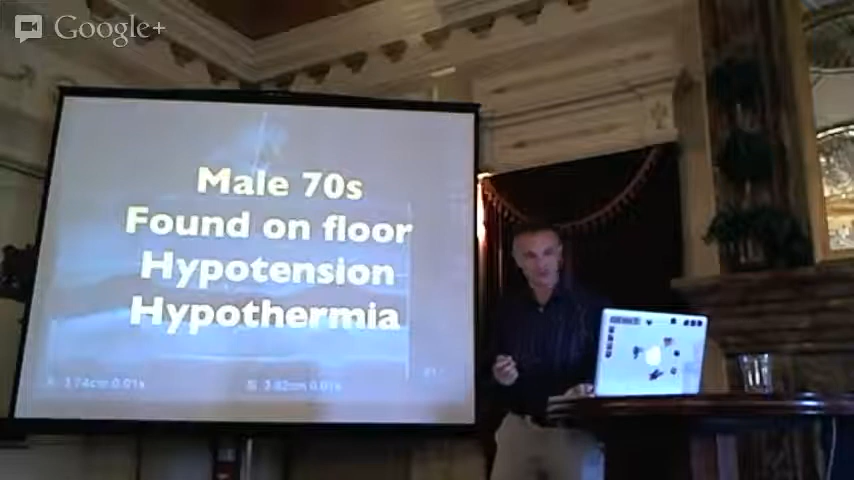 Google+
Male 70s
Found on floor
Hypotension
Hypothermia